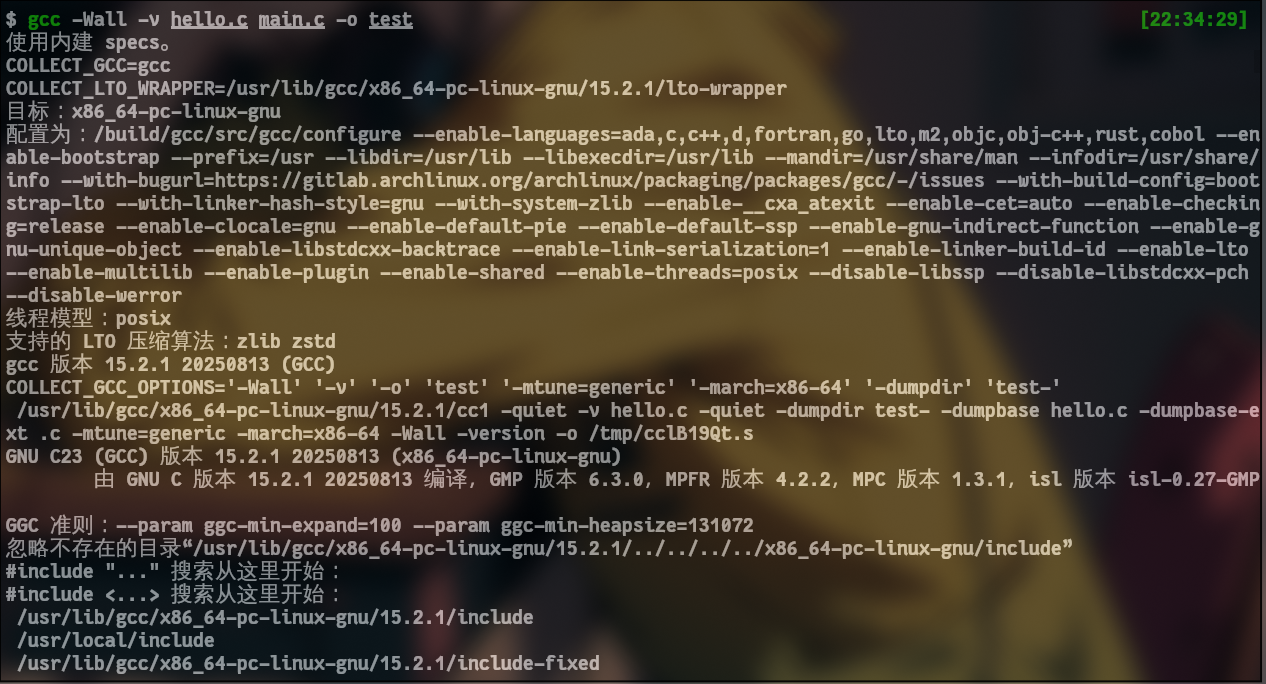 $ gcc -Wall -v hello.c main.c -o test [22:34:29]
使用内建 specs。
COLLECT_GCC=gcc
COLLECT_LTO_WRAPPER=/usr/lib/gcc/x86_64-pc-linux-gnu/15.2.1/lto-wrapper
目标：x86_64-pc-linux-gnu
配置为：/build/gcc/src/gcc/configure --enable-languages=ada,c,c++,d,fortran,go,lto,m2,objc,obj-c++,rust,cobol --en
able-bootstrap --prefix=/usr --libdir=/usr/lib --libexecdir=/usr/lib --mandir=/usr/share/man --infodir=/usr/share/
info --with-bugurl=https://gitlab.archlinux.org/archlinux/packaging/packages/gcc/-/issues --with-build-config=boot
strap-lto --with-linker-hash-style=gnu --with-system-zlib --enable-__cxa_atexit --enable-cet=auto --enable-checkin
g=release --enable-clocale=gnu --enable-default-pie --enable-default-ssp --enable-gnu-indirect-function --enable-g
nu-unique-object --enable-libstdcxx-backtrace --enable-link-serialization=1 --enable-linker-build-id --enable-lto
--enable-multilib --enable-plugin --enable-shared --enable-threads=posix --disable-libssp --disable-libstdcxx-pch
--disable-werror
线程模型：posix
支持的 LTO 压缩算法：zlib zstd
gcc 版本 15.2.1 20250813 (GCC)
COLLECT_GCC_OPTIONS='-Wall' '-v' '-o' 'test' '-mtune=generic' '-march=x86-64' '-dumpdir' 'test-'
 /usr/lib/gcc/x86_64-pc-linux-gnu/15.2.1/cc1 -quiet -v hello.c -quiet -dumpdir test- -dumpbase hello.c -dumpbase-e
xt .c -mtune=generic -march=x86-64 -Wall -version -o /tmp/cclB19Qt.s
GNU C23 (GCC) 版本 15.2.1 20250813 (x86_64-pc-linux-gnu)
        由 GNU C 版本 15.2.1 20250813 编译, GMP 版本 6.3.0, MPFR 版本 4.2.2, MPC 版本 1.3.1, isl 版本 isl-0.27-GMP
GGC 准则：--param ggc-min-expand=100 --param ggc-min-heapsize=131072
忽略不存在的目录“/usr/lib/gcc/x86_64-pc-linux-gnu/15.2.1/../../../../x86_64-pc-linux-gnu/include”
#include "..." 搜索从这里开始：
#include <...> 搜索从这里开始：
 /usr/lib/gcc/x86_64-pc-linux-gnu/15.2.1/include
 /usr/local/include
 /usr/lib/gcc/x86_64-pc-linux-gnu/15.2.1/include-fixed